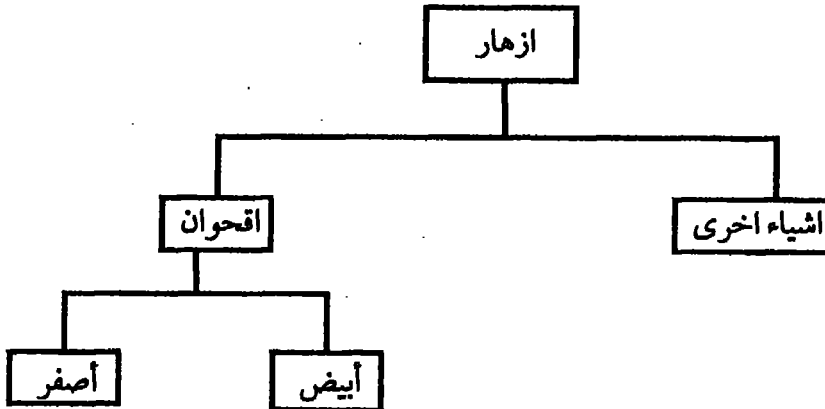 ازهار
اشياء اخرى
اقحوان
أبيض
أصفر